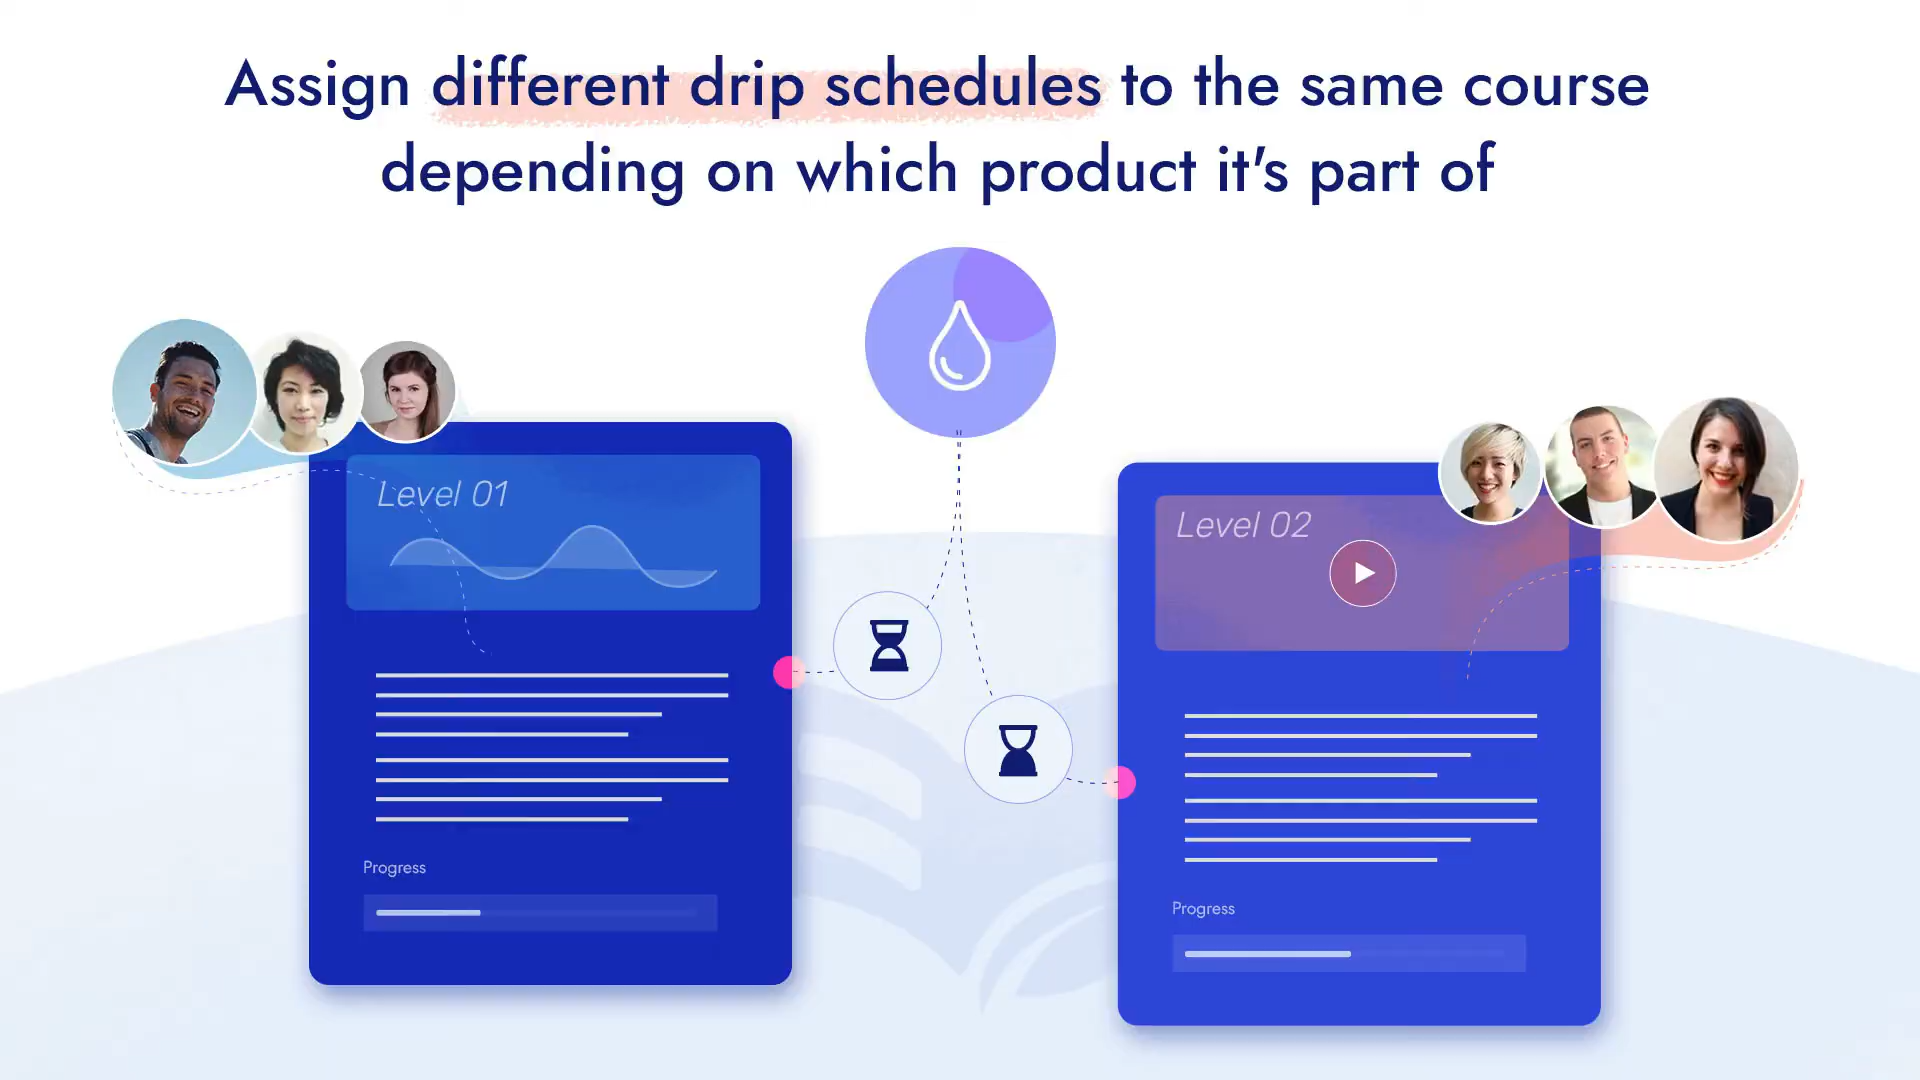 Assign different drip schedules to the same course
depending on which product it's part of
Level 01
Level 02
Progress
Progress